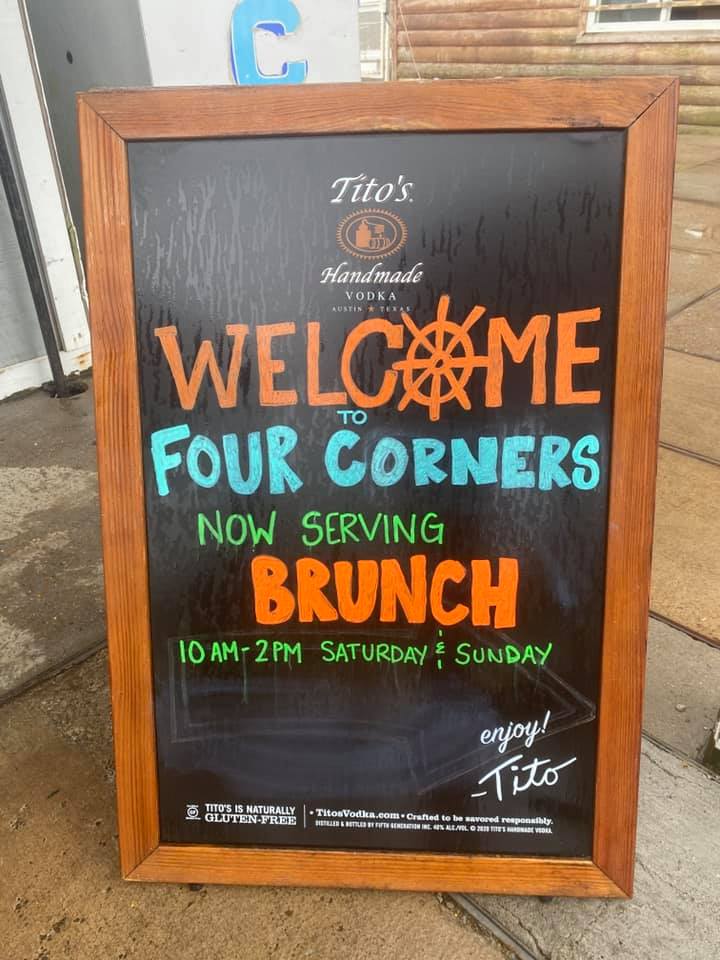 C
Tito's
Handmade
VODKA
AUSTIN ★ TEXAS
WELCOME
TO
FOUR CORNERS
NOW SERVING
BRUNCH
10 AM-2PM SATURDAY & SUNDAY
enjoy!
-Tito
GF TITO'S IS NATURALLY
GLUTEN-FREE
• TitosVodka.com • Crafted to be savored responsibly.
DISTILLED & BOTTLED BY FIFTH GENERATION INC. 40% ALC./VOL. © 2020 TITO'S HANDMADE VODKA.